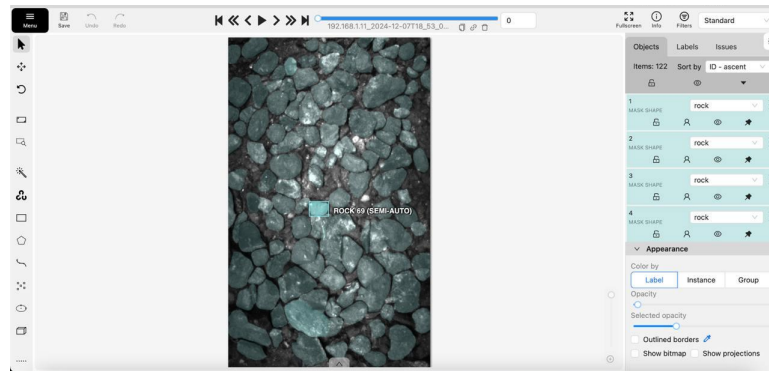 Menu
Save
Undo
Redo
192.168.1.11_2024-12-07T18_53_0...
0
Fullscreen
Info
Filters
Standard
Objects
Labels
Issues
Items: 122
Sort by
ID - ascent
1
rock
MASK SHAPE
2
rock
MASK SHAPE
3
rock
MASK SHAPE
4
rock
MASK SHAPE
ROCK 69 (SEMI-AUTO)
Appearance
Color by
Label
Instance
Group
Opacity
Selected opacity
Outlined borders
Show bitmap
Show projections